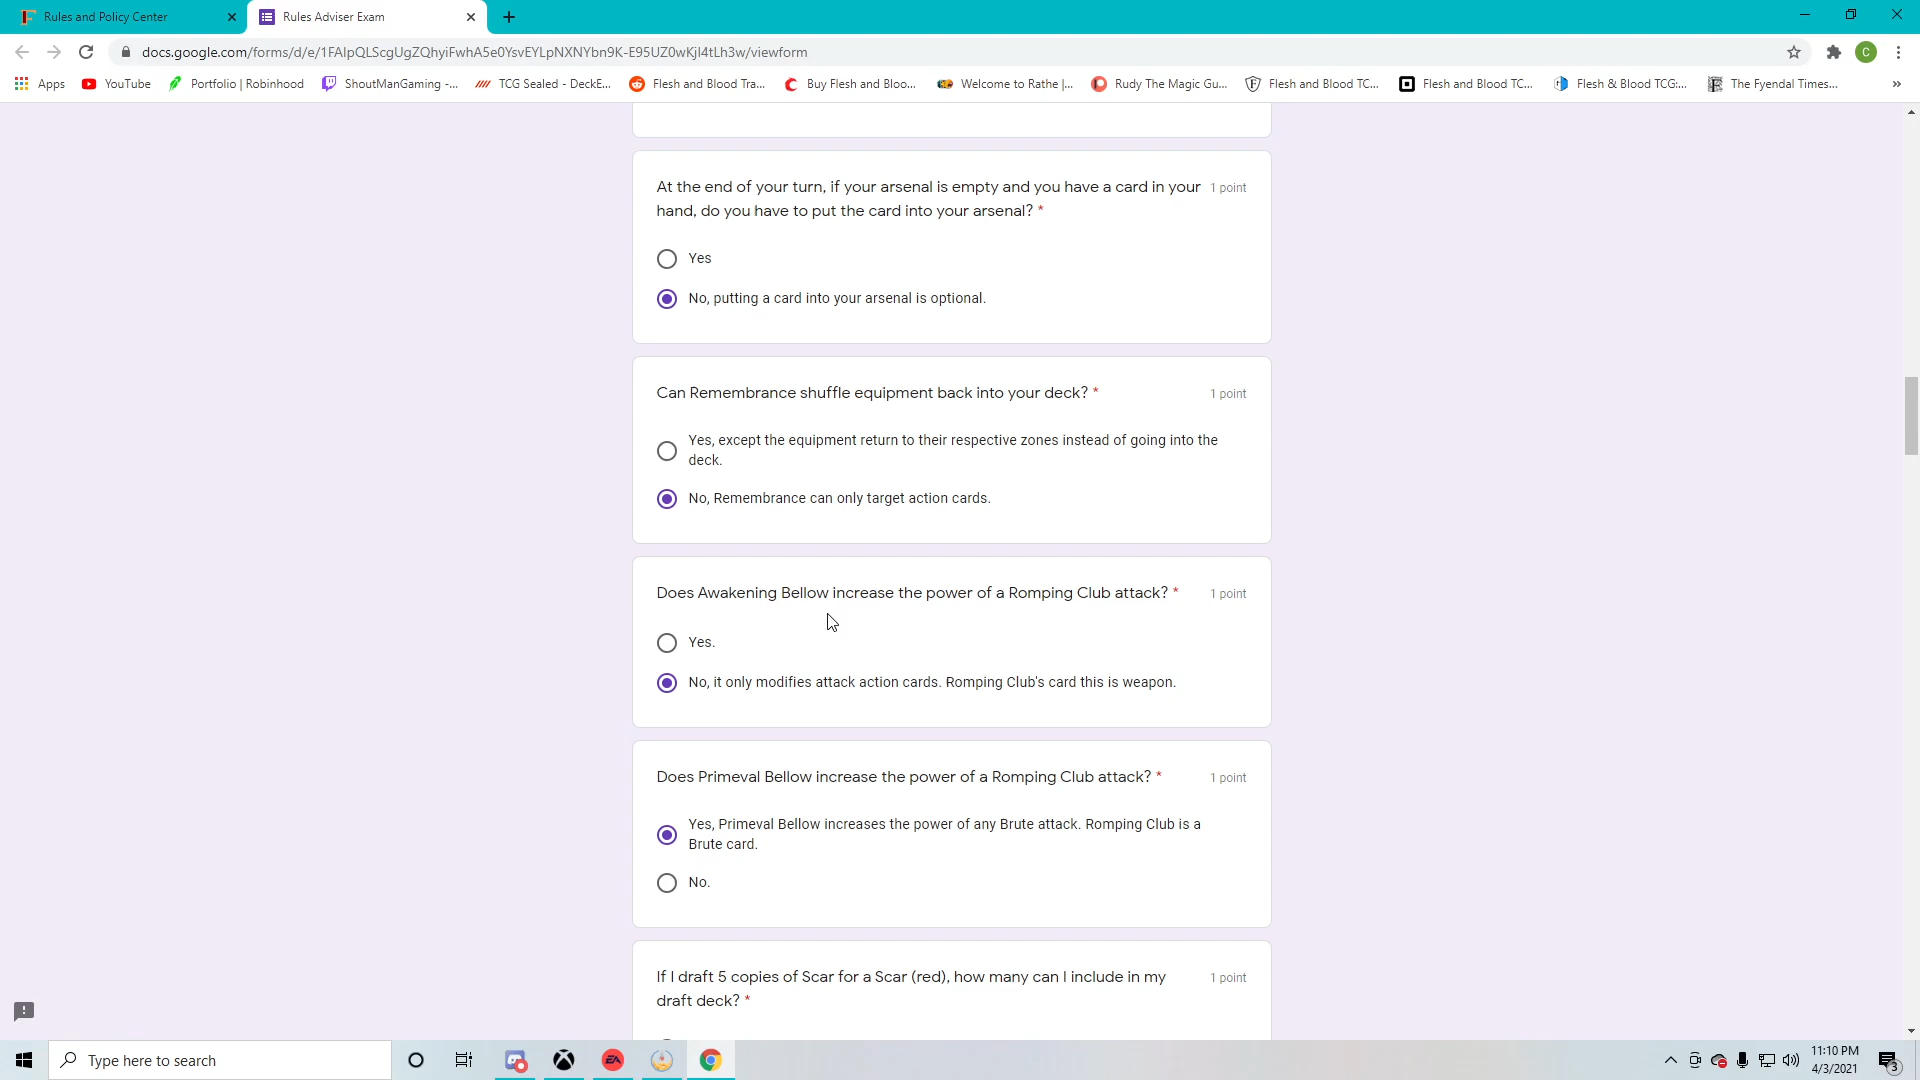 Rules and Policy Center
Rules Adviser Exam
docs.google.com/forms/d/e/1FAIpQLScgUgZQhyiFwhA5e0YsvEYLpNXNYbn9K-E95UZ0wKjI4tLh3w/viewform
C
Apps
YouTube
Portfolio | Robinhood
ShoutManGaming -...
TCG Sealed - DeckE...
Flesh and Blood Tra...
Buy Flesh and Bloo...
Welcome to Rathe |...
Rudy The Magic Gu...
Flesh and Blood TC...
Flesh and Blood TC...
Flesh & Blood TCG:...
The Fyendal Times...
»
At the end of your turn, if your arsenal is empty and you have a card in your 1 point
hand, do you have to put the card into your arsenal? *
Yes
No, putting a card into your arsenal is optional.
Can Remembrance shuffle equipment back into your deck? * 1 point
Yes, except the equipment return to their respective zones instead of going into the
deck.
No, Remembrance can only target action cards.
Does Awakening Bellow increase the power of a Romping Club attack? * 1 point
Yes.
No, it only modifies attack action cards. Romping Club's card this is weapon.
Does Primeval Bellow increase the power of a Romping Club attack? * 1 point
Yes, Primeval Bellow increases the power of any Brute attack. Romping Club is a
Brute card.
No.
If I draft 5 copies of Scar for a Scar (red), how many can I include in my 1 point
draft deck? *
Type here to search
EA
11:10 PM
4/3/2021
3